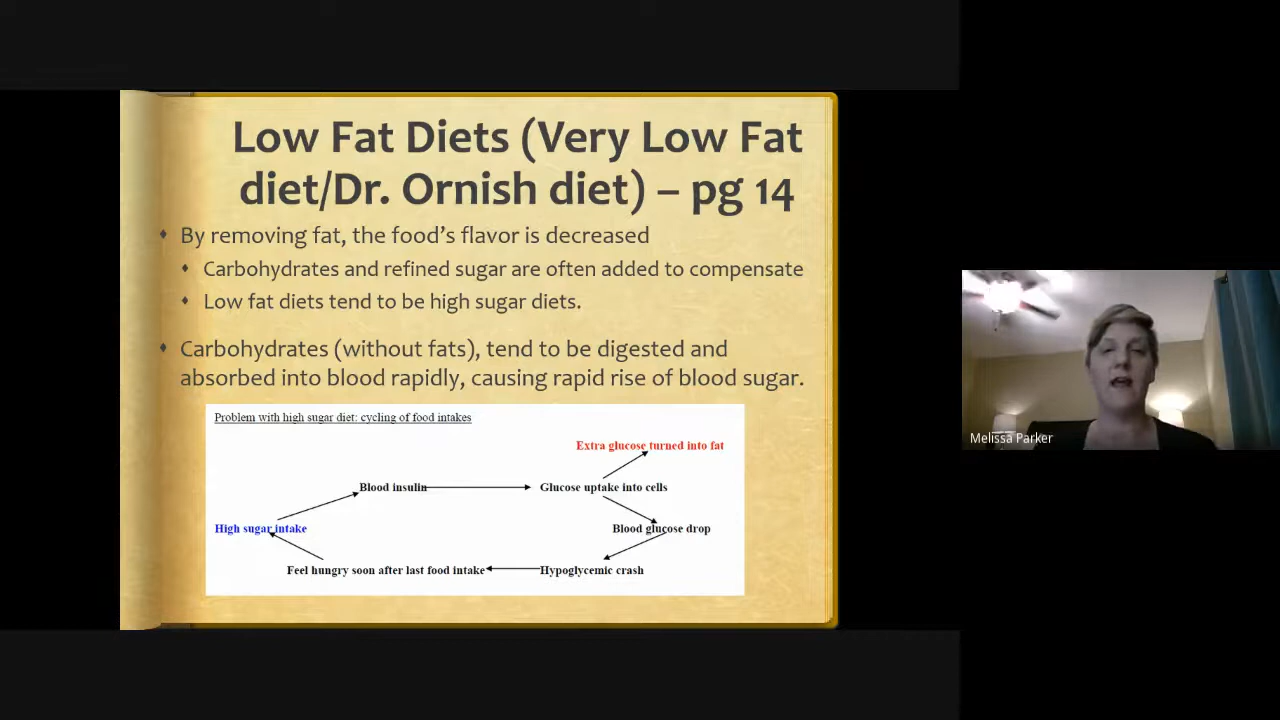 Low Fat Diets (Very Low Fat
diet/Dr. Ornish diet) – pg 14
By removing fat, the food’s flavor is decreased
Carbohydrates and refined sugar are often added to compensate
Low fat diets tend to be high sugar diets.
Carbohydrates (without fats), tend to be digested and
absorbed into blood rapidly, causing rapid rise of blood sugar.
Problem with high sugar diet: cycling of food intakes
Extra glucose turned into fat
Blood insulin
Glucose uptake into cells
High sugar intake
Blood glucose drop
Feel hungry soon after last food intake
Hypoglycemic crash
Melissa Parker